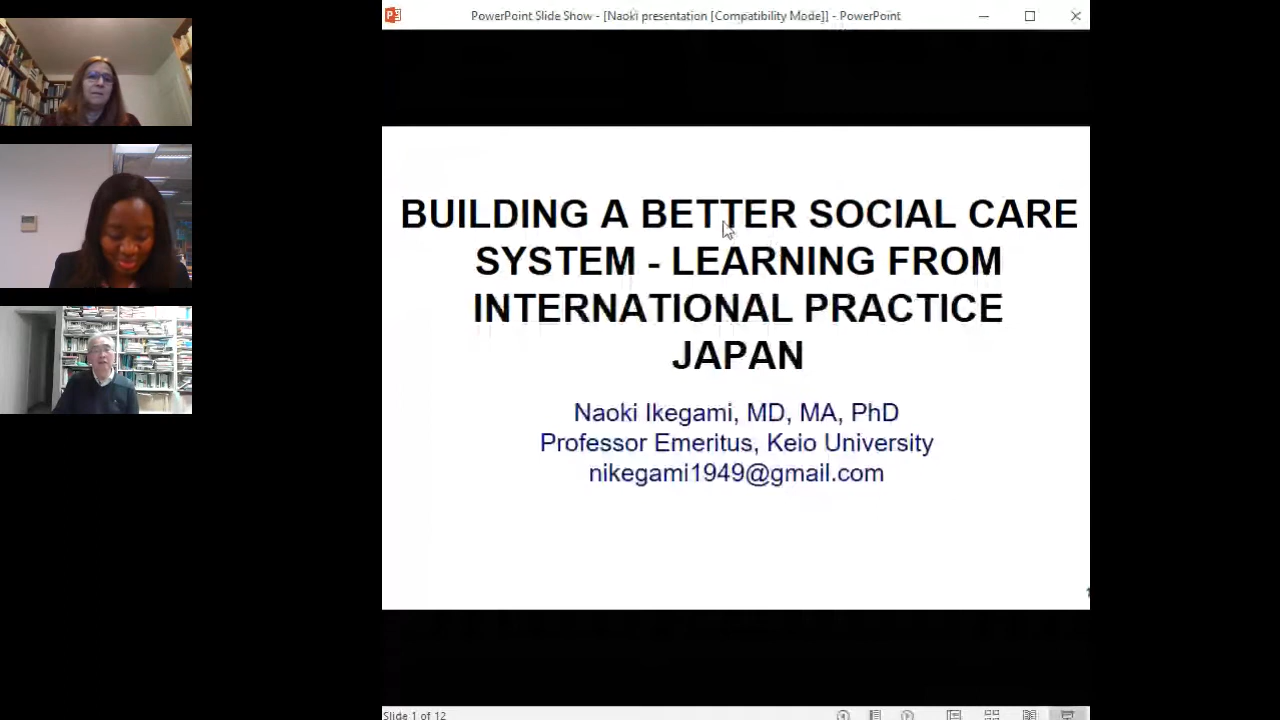 PowerPoint Slide Show - [Naoki presentation [Compatibility Mode]] - PowerPoint
BUILDING A BETTER SOCIAL CARE
SYSTEM - LEARNING FROM
INTERNATIONAL PRACTICE
JAPAN
Naoki Ikegami, MD, MA, PhD
Professor Emeritus, Keio University
nikegami1949@gmail.com
Slide 1 of 12